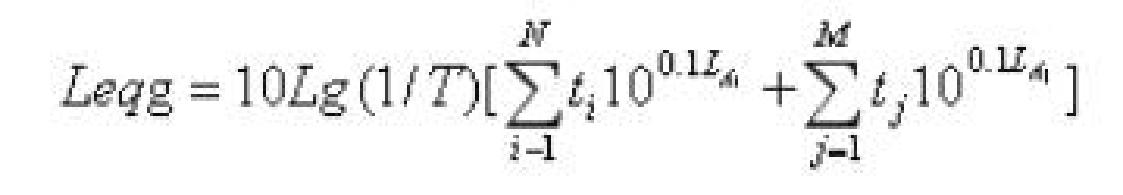 Leqg = 10Lg(1/T)[∑_{i=1}^{N} t_i 10^{0.1L_{Ai}} + ∑_{j=1}^{M} t_j 10^{0.1L_{Ai}}]